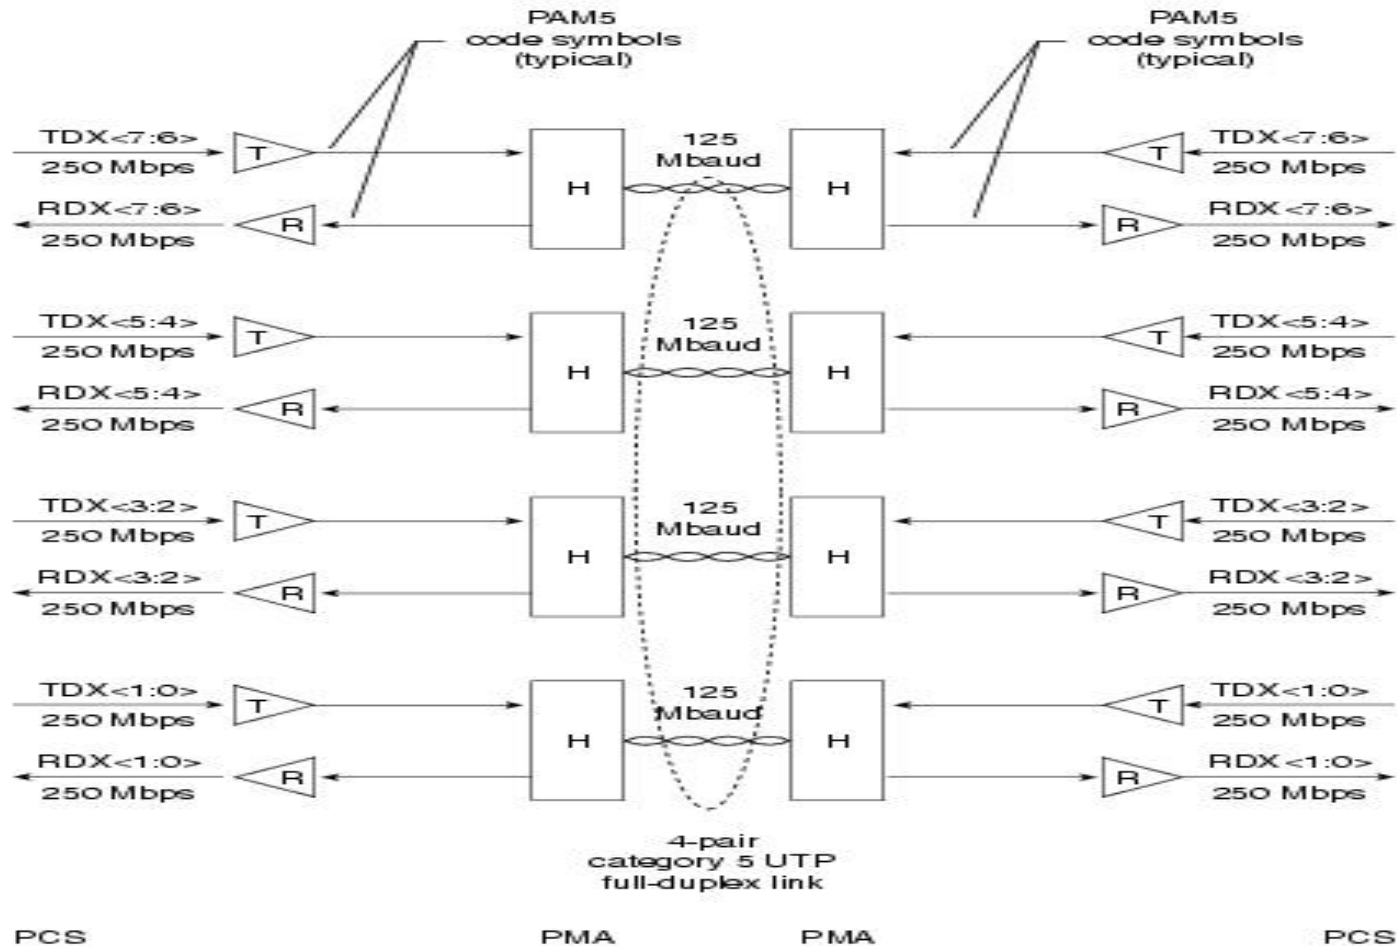 PAM5
code symbols
(typical)
PAM5
code symbols
(typical)
TDX<7:6>
250 Mbps
T
RDX<7:6>
250 Mbps
R
H
125
Mbaud
H
T
TDX<7:6>
250 Mbps
R
RDX<7:6>
250 Mbps
TDX<5:4>
250 Mbps
T
RDX<5:4>
250 Mbps
R
H
125
Mbaud
H
T
TDX<5:4>
250 Mbps
R
RDX<5:4>
250 Mbps
TDX<3:2>
250 Mbps
T
RDX<3:2>
250 Mbps
R
H
125
Mbaud
H
T
TDX<3:2>
250 Mbps
R
RDX<3:2>
250 Mbps
TDX<1:0>
250 Mbps
T
RDX<1:0>
250 Mbps
R
H
125
Mbaud
H
T
TDX<1:0>
250 Mbps
R
RDX<1:0>
250 Mbps
4-pair
category 5 UTP
full-duplex link
PCS
PMA
PMA
PCS